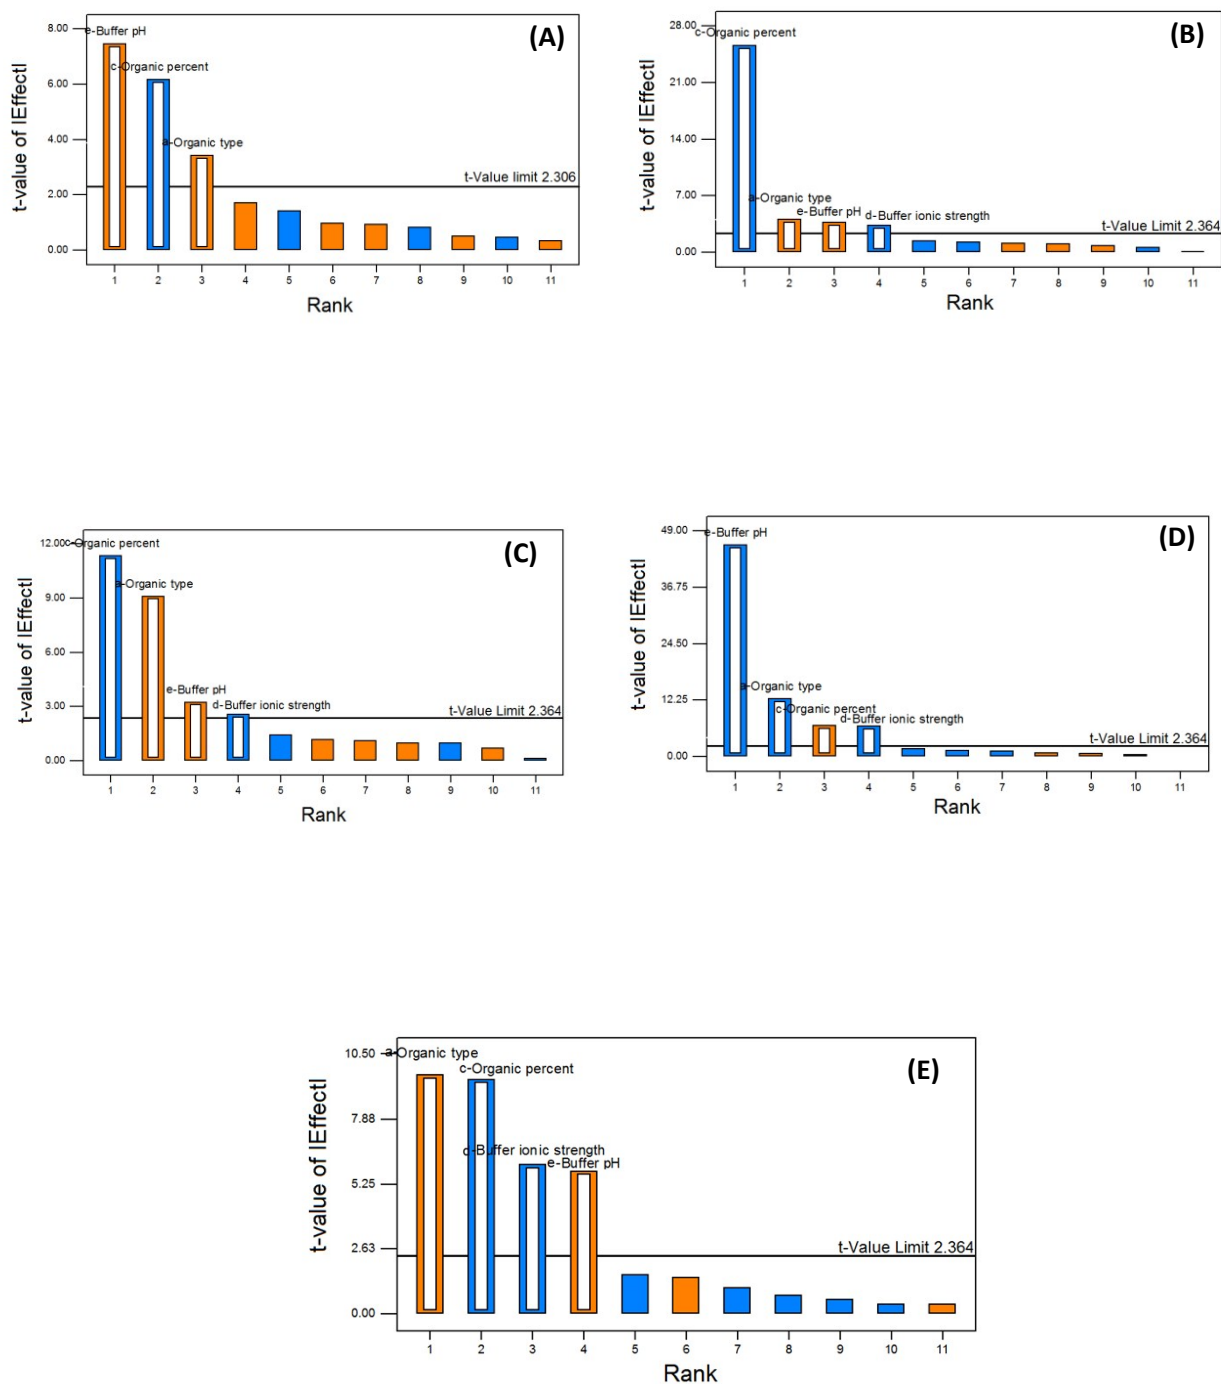 (A)
t-value of |Effect|
8.00
6.00
4.00
2.00
0.00
e-Buffer pH
c-Organic percent
a-Organic type
t-Value limit 2.306
1 2 3 4 5 6 7 8 9 10 11
Rank
(B)
t-value of |Effect|
28.00
21.00
14.00
7.00
0.00
c-Organic percent
a-Organic type
e-Buffer pH
d-Buffer ionic strength
t-Value Limit 2.364
1 2 3 4 5 6 7 8 9 10 11
Rank
(C)
t-value of |Effect|
12.00
9.00
6.00
3.00
0.00
c-Organic percent
a-Organic type
e-Buffer pH
d-Buffer ionic strength
t-Value Limit 2.364
1 2 3 4 5 6 7 8 9 10 11
Rank
(D)
t-value of |Effect|
49.00
36.75
24.50
12.25
0.00
e-Buffer pH
a-Organic type
c-Organic percent
d-Buffer ionic strength
t-Value Limit 2.364
1 2 3 4 5 6 7 8 9 10 11
Rank
(E)
t-value of |Effect|
10.50
7.88
5.25
2.63
0.00
a-Organic type
c-Organic percent
d-Buffer ionic strength
e-Buffer pH
t-Value Limit 2.364
1 2 3 4 5 6 7 8 9 10 11
Rank